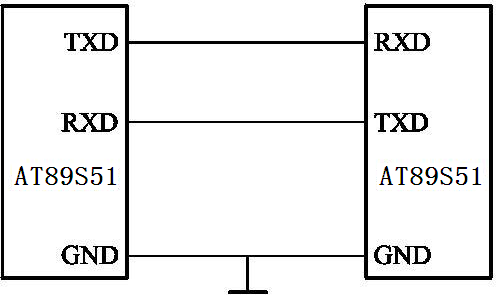 TXD RXD
RXD TXD
AT89S51 AT89S51
GND GND